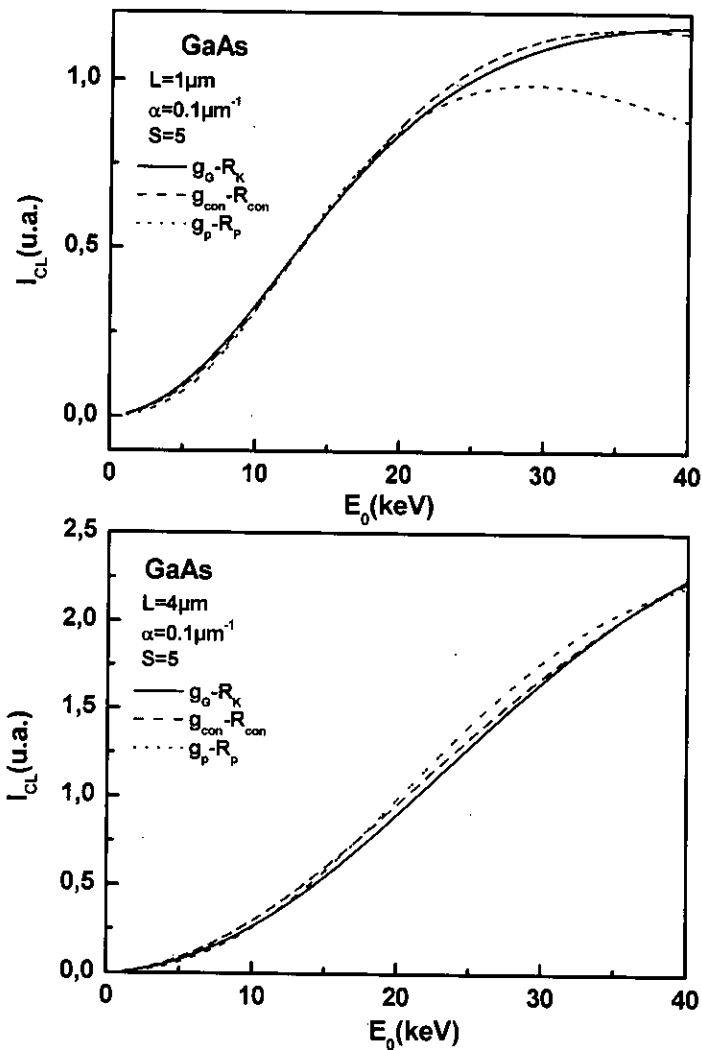 GaAs
L=1µm
α=0.1µm⁻¹
S=5
g_G-R_K
g_con-R_con
g_p-R_p
I_CL(u.a.)
1,0
0,5
0,0
0 10 20 30 40
E_0(keV)
GaAs
L=4µm
α=0.1µm⁻¹
S=5
g_G-R_K
g_con-R_con
g_p-R_p
I_CL(u.a.)
2,5
2,0
1,5
1,0
0,5
0,0
0 10 20 30 40
E_0(keV)